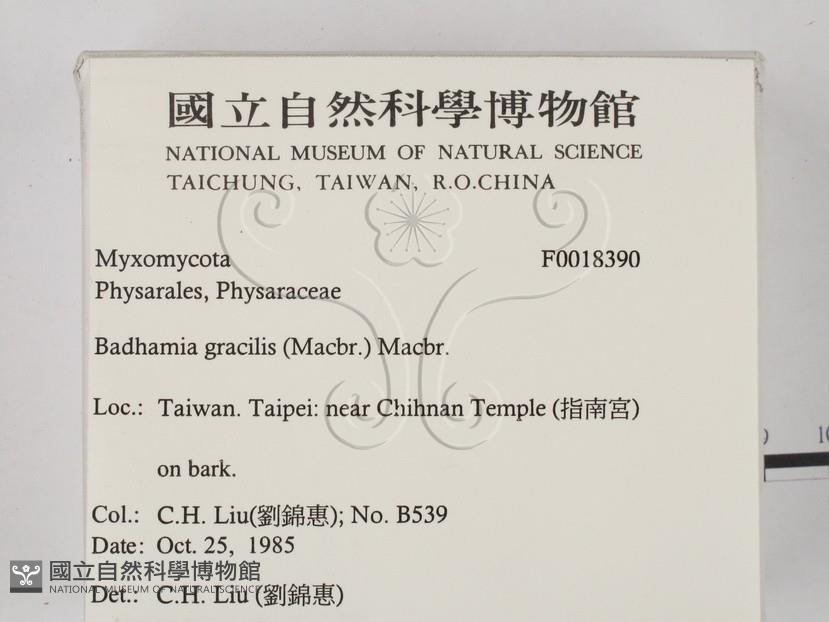 國立自然科學博物館
NATIONAL MUSEUM OF NATURAL SCIENCE
TAICHUNG, TAIWAN, R.O.CHINA
Myxomycota F0018390
Physarales, Physaraceae
Badhamia gracilis (Macbr.) Macbr.
Loc.: Taiwan. Taipei: near Chihnan Temple (指南宮)
on bark.
Col.: C.H. Liu(劉錦惠); No. B539
Date: Oct. 25, 1985
Det.: C.H. Liu (劉錦惠)
國立自然科學博物館
NATIONAL MUSEUM OF NATURAL SCIENCE